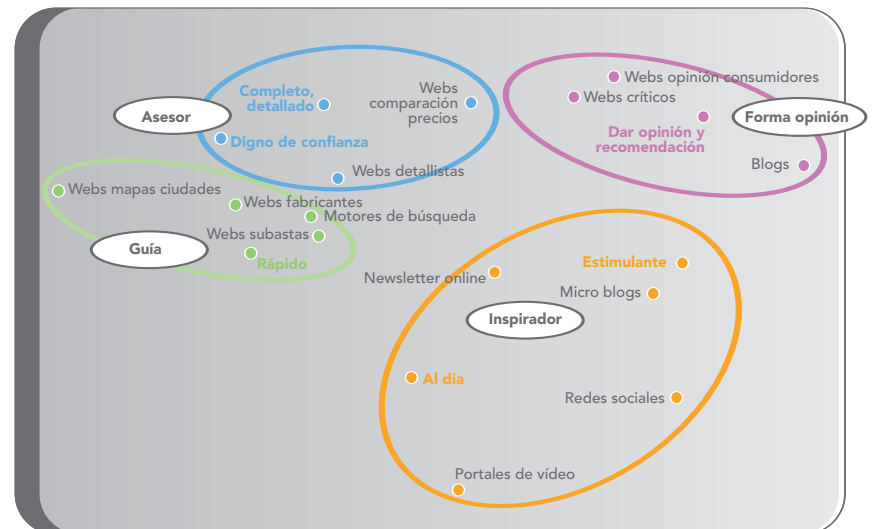 Webs opinión consumidores
Completo,
detallado
Webs
comparación
precios
Webs críticos
Asesor
Forma opinión
Dar opinión y
recomendación
Digno de confianza
Blogs
Webs detallistas
Webs mapas ciudades
Webs fabricantes
Motores de búsqueda
Webs subastas
Guía
Rápido
Estimulante
Newsletter online
Micro blogs
Inspirador
Al día
Redes sociales
Portales de vídeo